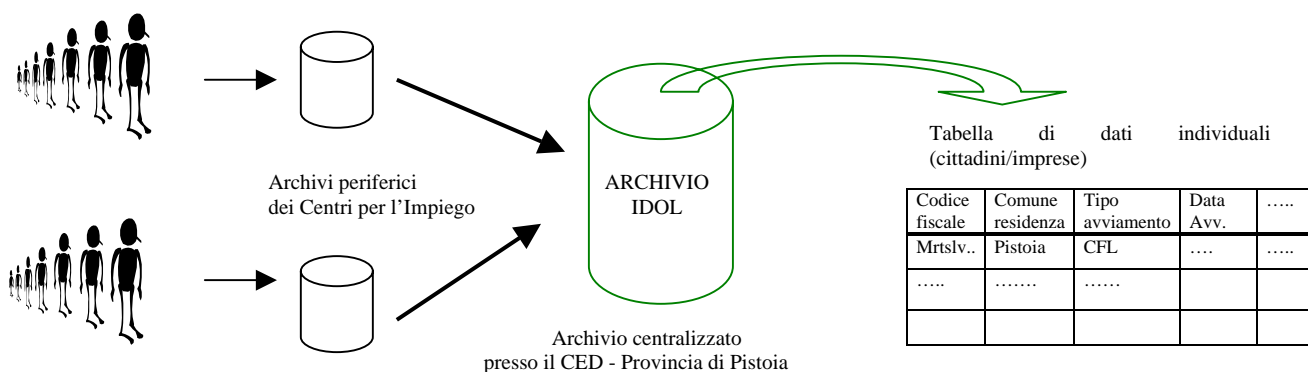 Archivi periferici
dei Centri per l’Impiego
ARCHIVIO
IDOL
Archivio centralizzato
presso il CED - Provincia di Pistoia
Tabella di dati individuali
(cittadini/imprese)
Codice fiscale Comune residenza Tipo avviamento Data Avv. …..
Mrtslv.. Pistoia CFL …. …..
….. ……. ……